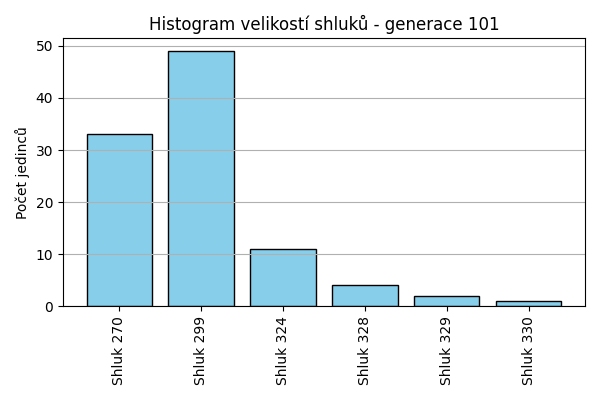 Histogram velikostí shluků - generace 101
Počet jedinců
50
40
30
20
10
0
Shluk 270
Shluk 299
Shluk 324
Shluk 328
Shluk 329
Shluk 330